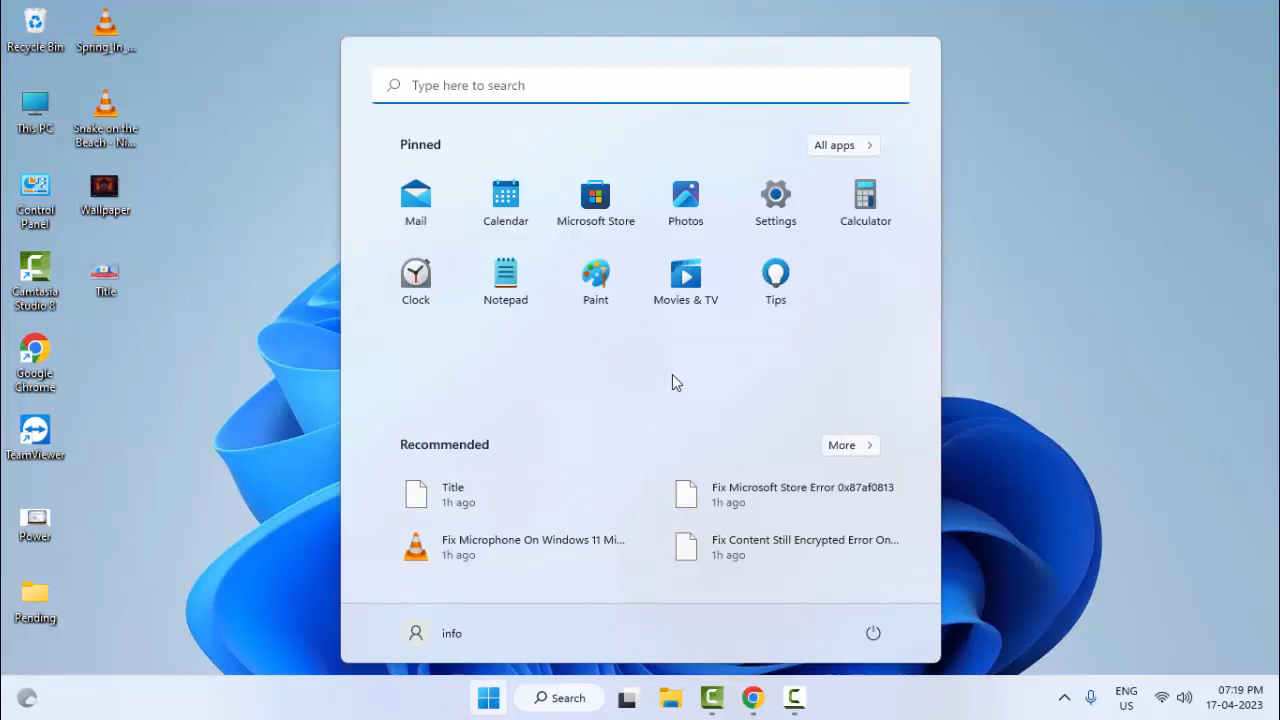 Recycle Bin
Spring_In_...
This PC
Snake on the
Beach - Ni...
Control
Panel
Wallpaper
Camtasia
Studio 8
Title
Google
Chrome
TeamViewer
Power
Pending
Type here to search
Pinned
All apps
Mail
Calendar
Microsoft Store
Photos
Settings
Calculator
Clock
Notepad
Paint
Movies & TV
Tips
Recommended
More
Title
1h ago
Fix Microsoft Store Error 0x87af0813
1h ago
Fix Microphone On Windows 11 Mi...
1h ago
Fix Content Still Encrypted Error On...
1h ago
info
Search
ENG
US
07:19 PM
17-04-2023